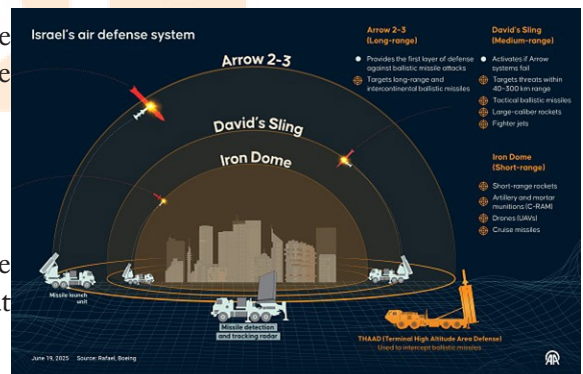 e
e
e
t
Israel's air defense system
Arrow 2-3
David's Sling
Iron Dome
Arrow 2-3
(Long-range)
Provides the first layer of defense
against ballistic missile attacks
Targets long-range and
intercontinental ballistic missiles
David's Sling
(Medium-range)
Activates if Arrow
systems fail
Targets threats within
40-300 km range
Tactical ballistic missiles
Large-caliber rockets
Fighter jets
Iron Dome
(Short-range)
Short-range rockets
Artillery and mortar
munitions (C-RAM)
Drones (UAVs)
Cruise missiles
Missile launch
unit
Missile detection
and tracking radar
THAAD (Terminal High Altitude Area Defense)
Used to intercept ballistic missiles
June 19, 2025 Source: Rafael, Boeing
AA